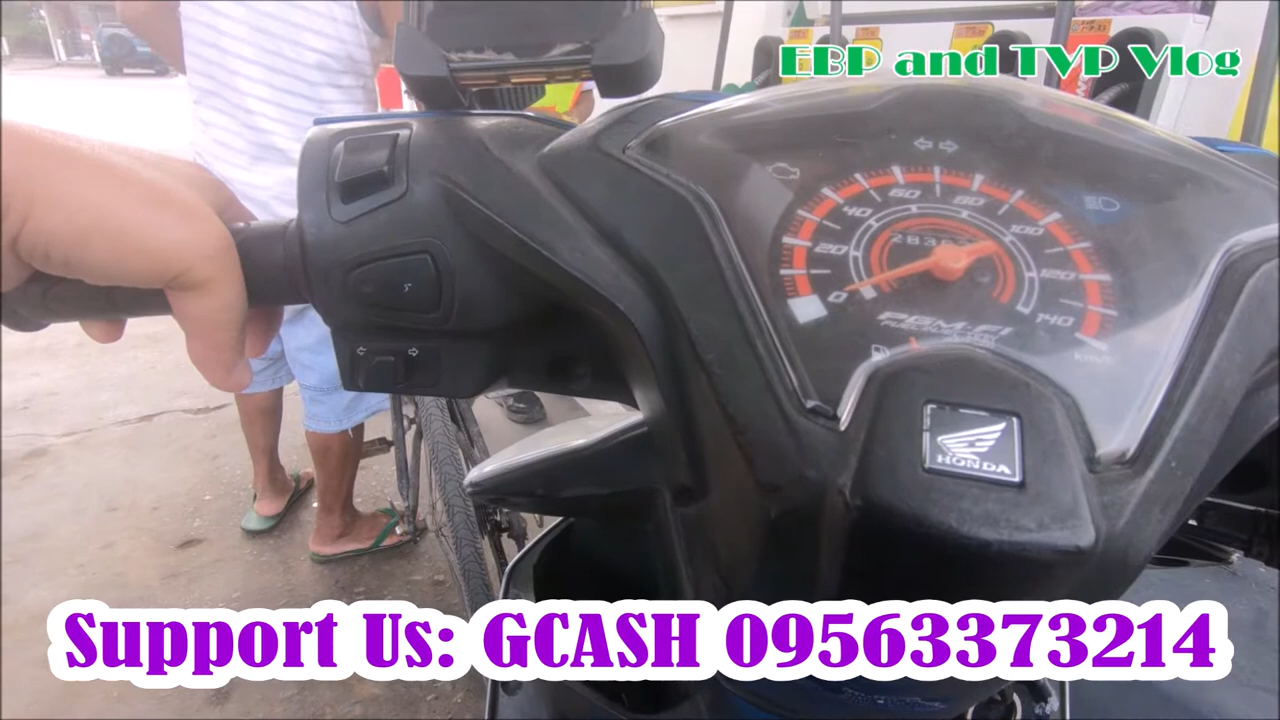 EBP and TVP Vlog
20
40
60
80
100
120
140
0
PGM-FI
km/h
HONDA
Support Us: GCASH 09563373214